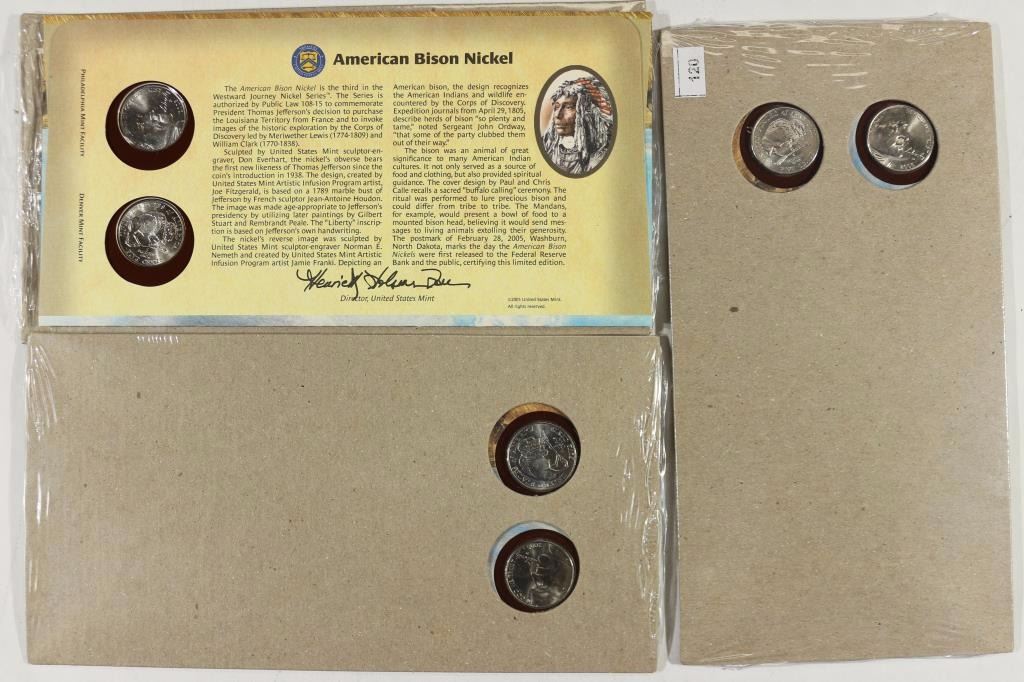 American Bison Nickel
PHILADELPHIA MINT FACILITY
DENVER MINT FACILITY
The American Bison Nickel is the third in the
Westward Journey Nickel Series™. The Series is
authorized by Public Law 108-15 to commemorate
President Thomas Jefferson's decision to purchase
the Louisiana Territory from France and to invoke
images of the historic exploration by the Corps of
Discovery led by Meriwether Lewis (1774-1809) and
William Clark (1770-1838).
Sculpted by United States Mint sculptor-en-
graver, Don Everhart, the nickel's obverse bears
the first new likeness of Thomas Jefferson since the
coin's introduction in 1938. The design, created by
United States Mint Artistic Infusion Program artist,
Joe Fitzgerald, is based on a 1789 marble bust of
Jefferson by French sculptor Jean-Antoine Houdon.
The image was made age-appropriate to Jefferson's
presidency by utilizing later paintings by Gilbert
Stuart and Rembrandt Peale. The "Liberty" inscrip-
tion is based on Jefferson's own handwriting.
The nickel's reverse image was sculpted by
United States Mint sculptor-engraver Norman E.
Nemeth and created by United States Mint Artistic
Infusion Program artist Jamie Franki. Depicting an
American bison, the design recognizes
the American Indians and wildlife en-
countered by the Corps of Discovery.
Expedition journals from April 29, 1805,
describe herds of bison "so plenty and
tame," noted Sergeant John Ordway,
"that some of the party clubbed them
out of their way."
The bison was an animal of great
significance to many American Indian
cultures. It not only served as a source of
food and clothing, but also provided spiritual
guidance. The cover design by Paul and Chris
Calle recalls a sacred "buffalo calling" ceremony. The
ritual was performed to lure precious bison and
could differ from tribe to tribe. The Mandans,
for example, would present a bowl of food to a
mounted bison head, believing it would send mes-
sages to living animals extolling their generosity.
The postmark of February 28, 2005, Washburn,
North Dakota, marks the day the American Bison
Nickels were first released to the Federal Reserve
Bank and the public, certifying this limited edition.
Director, United States Mint
©2005 United States Mint.
All rights reserved.
120